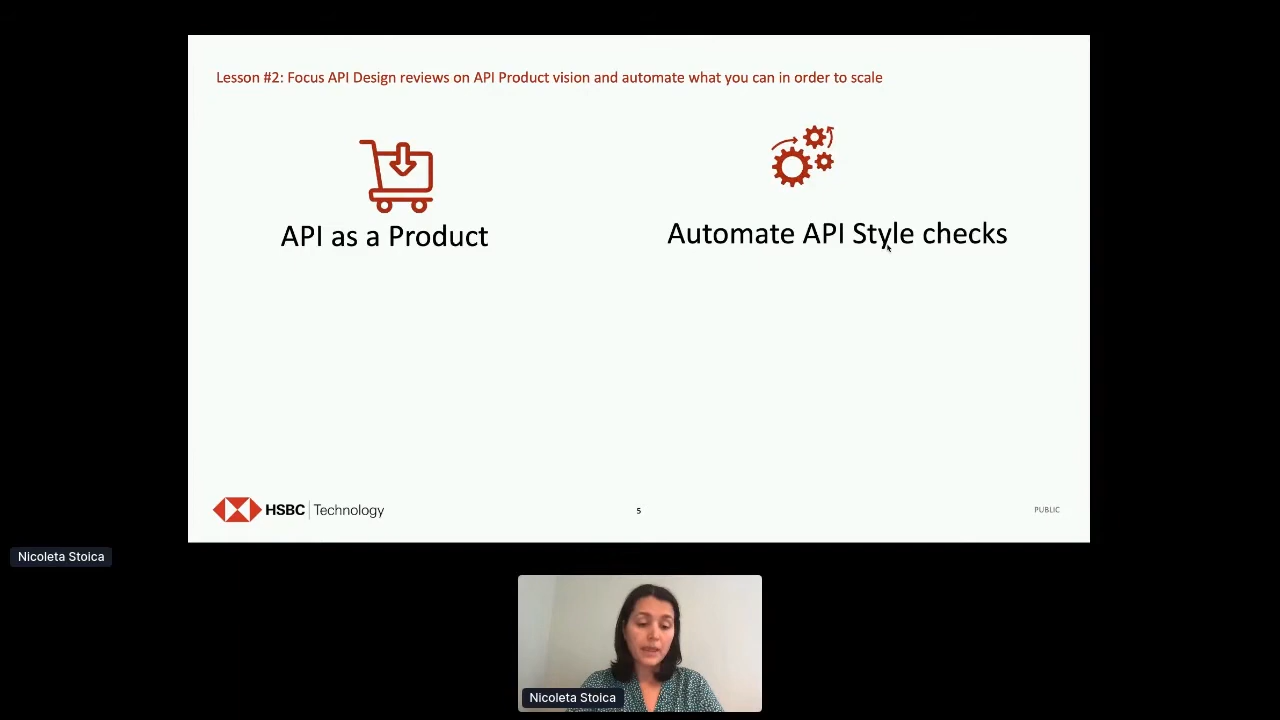 Lesson #2: Focus API Design reviews on API Product vision and automate what you can in order to scale
API as a Product
Automate API Style checks
HSBC Technology
5
PUBLIC
Nicoleta Stoica
Nicoleta Stoica